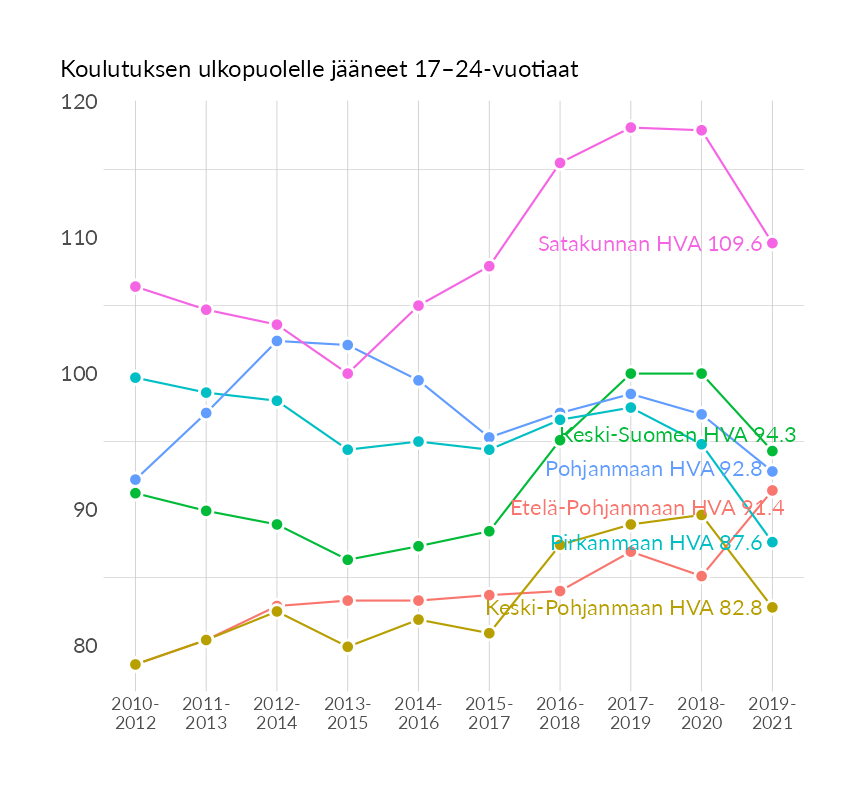 Koulutuksen ulkopuolelle jääneet 17–24-vuotiaat
120
110
100
90
80
Satakunnan HVA 109.6
Keski-Suomen HVA 94.3
Pohjanmaan HVA 92.8
Etelä-Pohjanmaan HVA 91.4
Pirkanmaan HVA 87.6
Keski-Pohjanmaan HVA 82.8
2010- 2011- 2012- 2013- 2014- 2015- 2016- 2017- 2018- 2019-
2012 2013 2014 2015 2016 2017 2018 2019 2020 2021